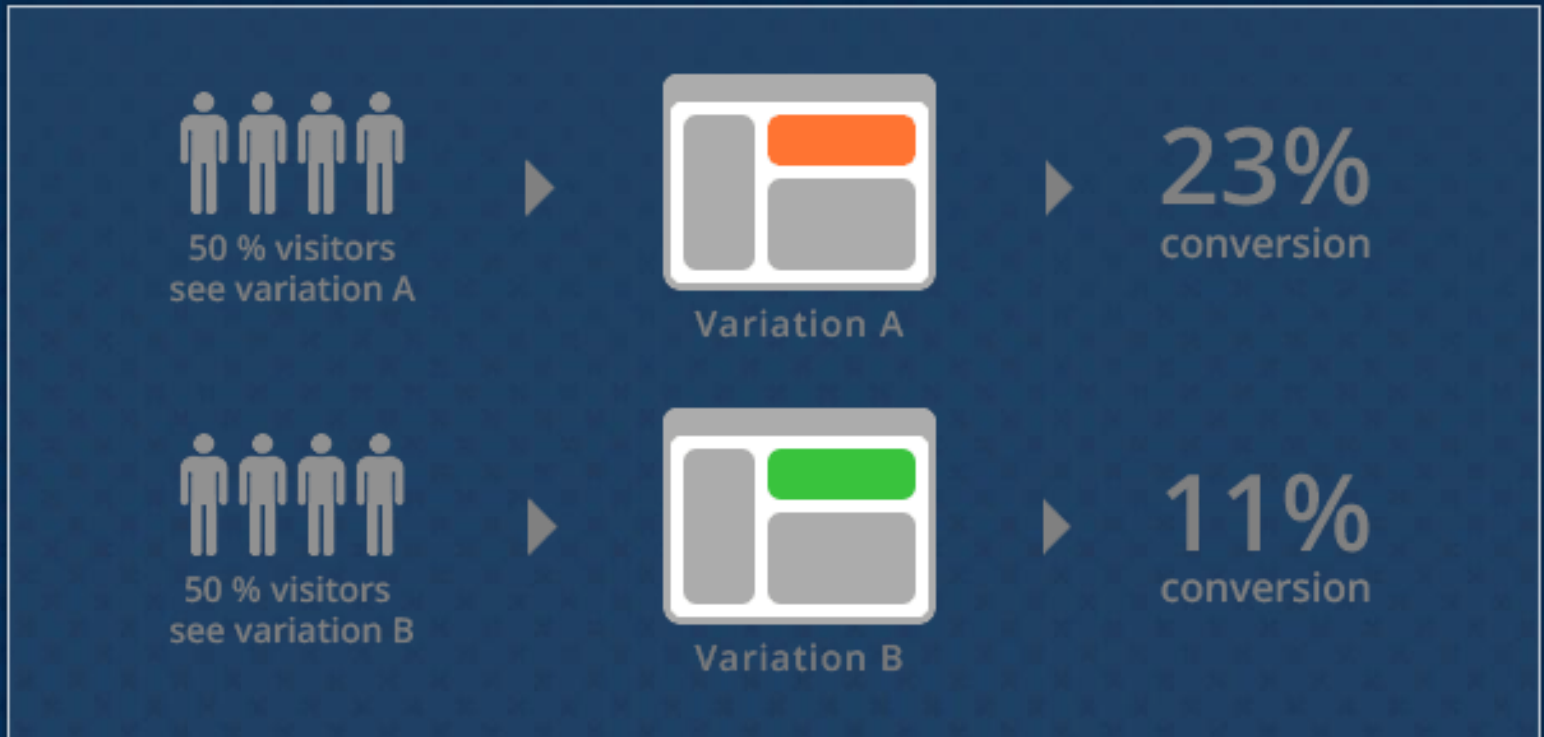 50 % visitors
see variation A
Variation A
23%
conversion
50 % visitors
see variation B
Variation B
11%
conversion